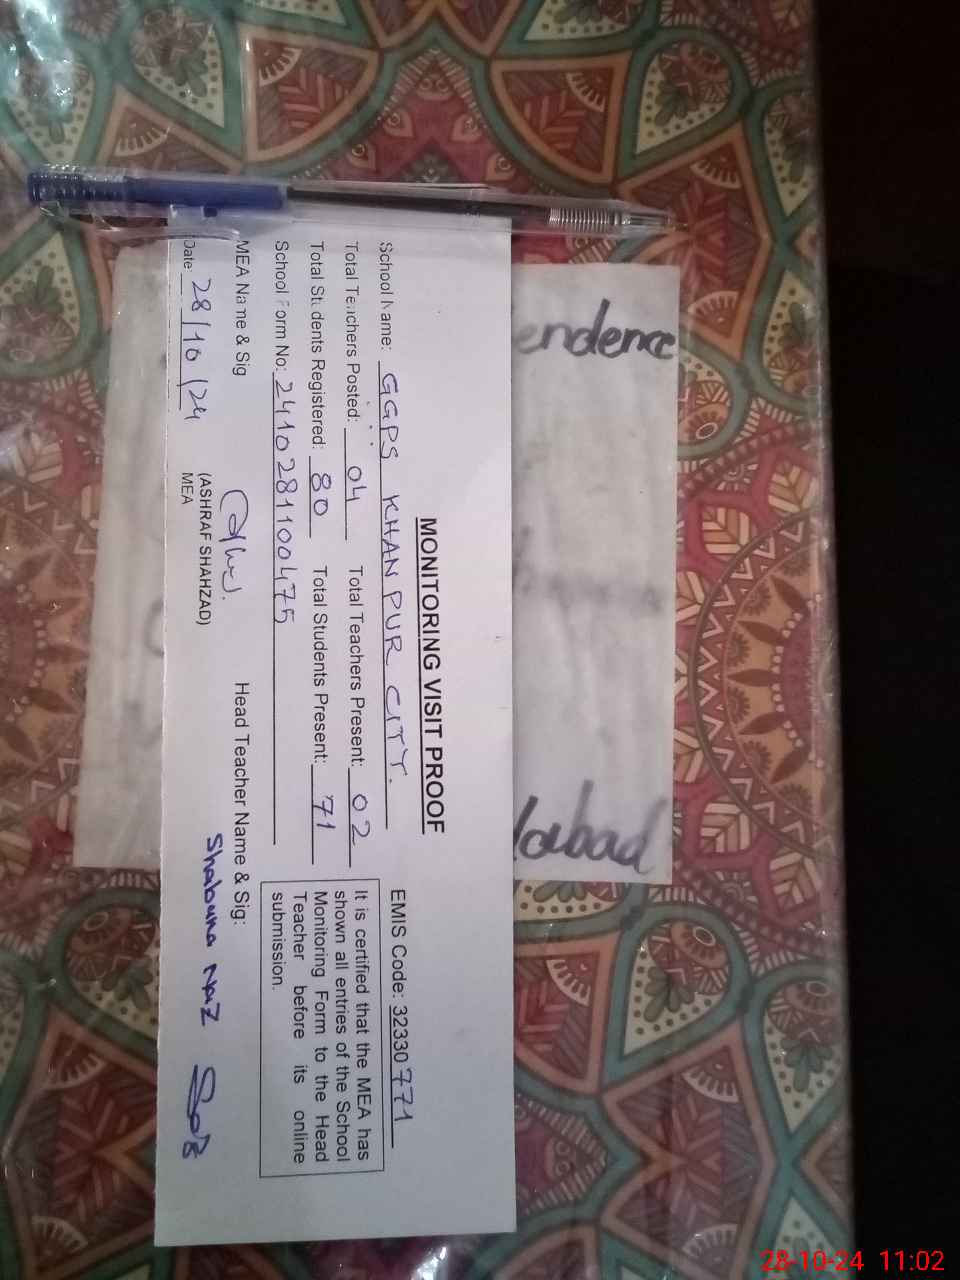 MONITORING VISIT PROOF
School Name: GGPS KHAN PUR CITY. EMIS Code: 32330771
Total Teachers Posted: 04 Total Teachers Present: 02
Total Students Registered: 80 Total Students Present: 71
School Form No: 241028110 0475
It is certified that the MEA has
shown all entries of the School
Monitoring Form to the Head
Teacher before its online
submission.
MEA Name & Sig Head Teacher Name & Sig:
(ASHRAF SHAHZAD)
MEA
Shabana Naz
Date: 28/10/24
endence
abad
28-10-24 11:02